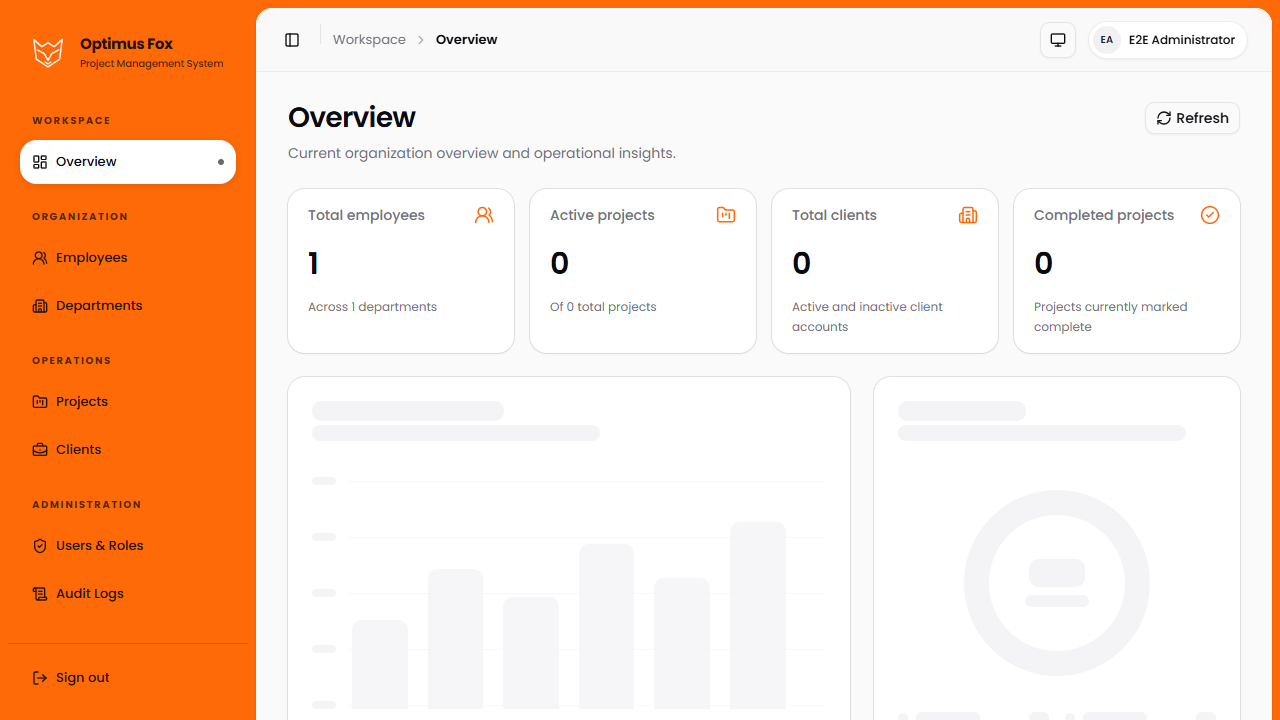 Optimus Fox
Project Management System
WORKSPACE
Overview
ORGANIZATION
Employees
Departments
OPERATIONS
Projects
Clients
ADMINISTRATION
Users & Roles
Audit Logs
Sign out
Workspace > Overview
EA E2E Administrator
Overview
Refresh
Current organization overview and operational insights.
Total employees
1
Across 1 departments
Active projects
0
Of 0 total projects
Total clients
0
Active and inactive client
accounts
Completed projects
0
Projects currently marked
complete